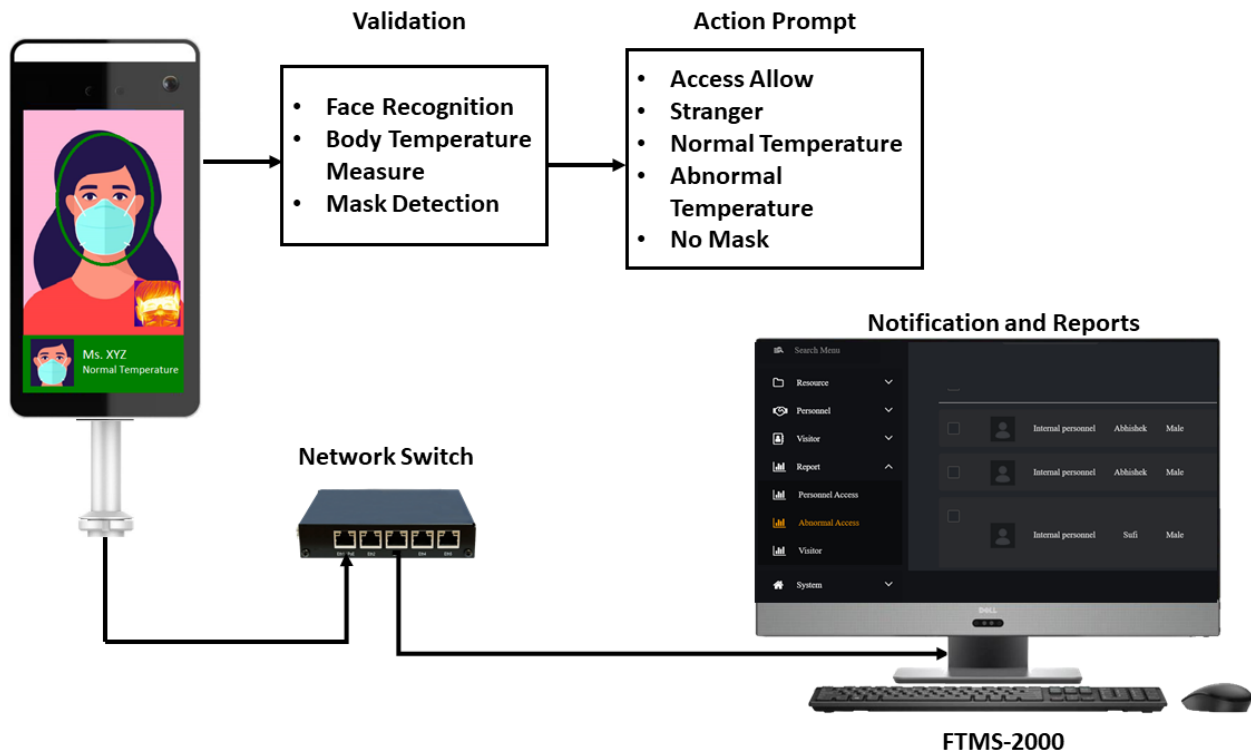 Validation
• Face Recognition
• Body Temperature
Measure
• Mask Detection
Action Prompt
• Access Allow
• Stranger
• Normal Temperature
• Abnormal
Temperature
• No Mask
Ms. XYZ
Normal Temperature
Network Switch
Notification and Reports
Search Menu
Resource
Personnel
Visitor
Report
Personnel Access
Abnormal Access
Visitor
System
Internal personnel Abhishek Male
Internal personnel Abhishek Male
Internal personnel Sufi Male
DELL
FTMS-2000